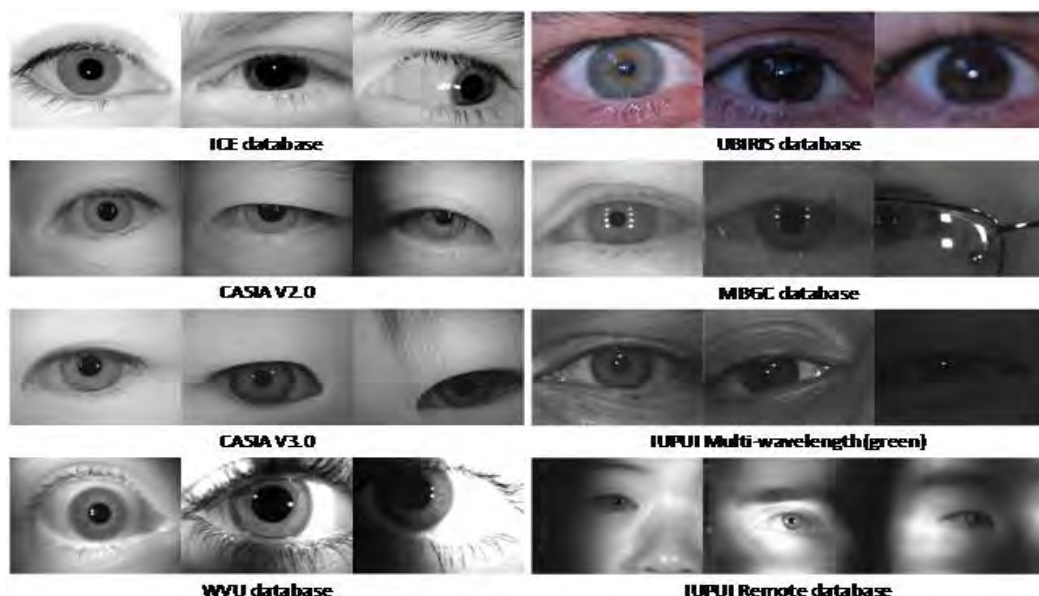 ICE database
UBIRIS database
CASIA V2.0
MBGC database
CASIA V3.0
IUPUI Multi-wavelength(green)
WVU database
IUPUI Remote database